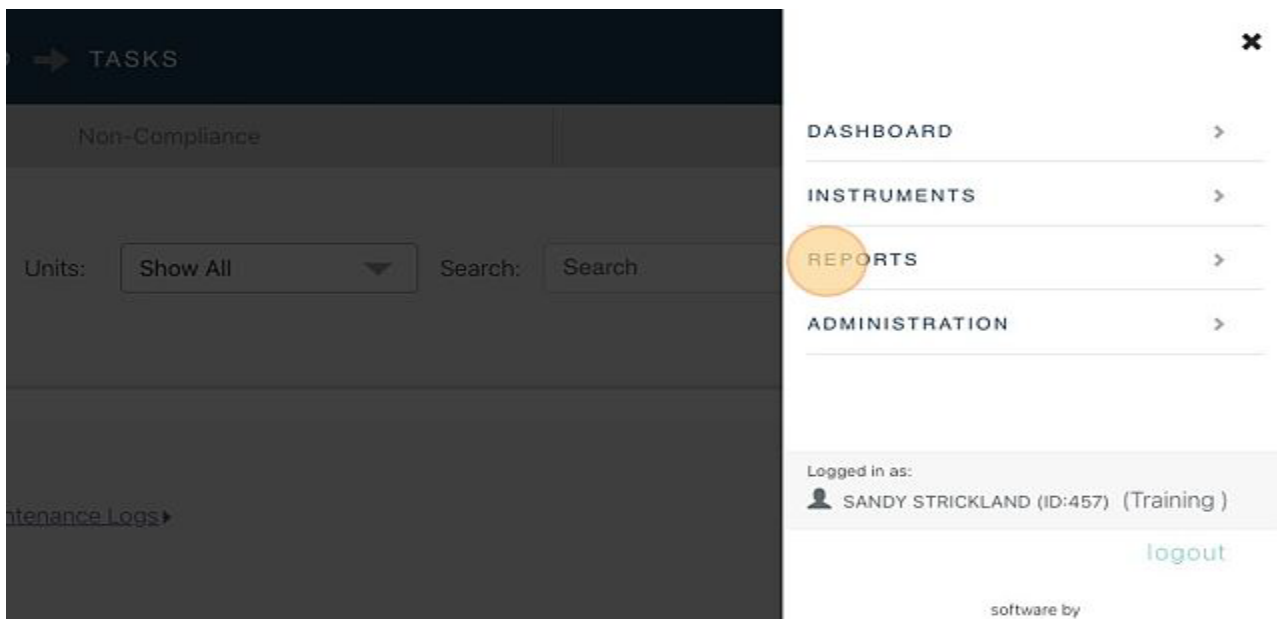 TASKS
Non-Compliance
Units: Show All Search: Search
ntenance Logs
DASHBOARD
INSTRUMENTS
REPORTS
ADMINISTRATION
Logged in as:
SANDY STRICKLAND (ID:457) (Training )
logout
software by